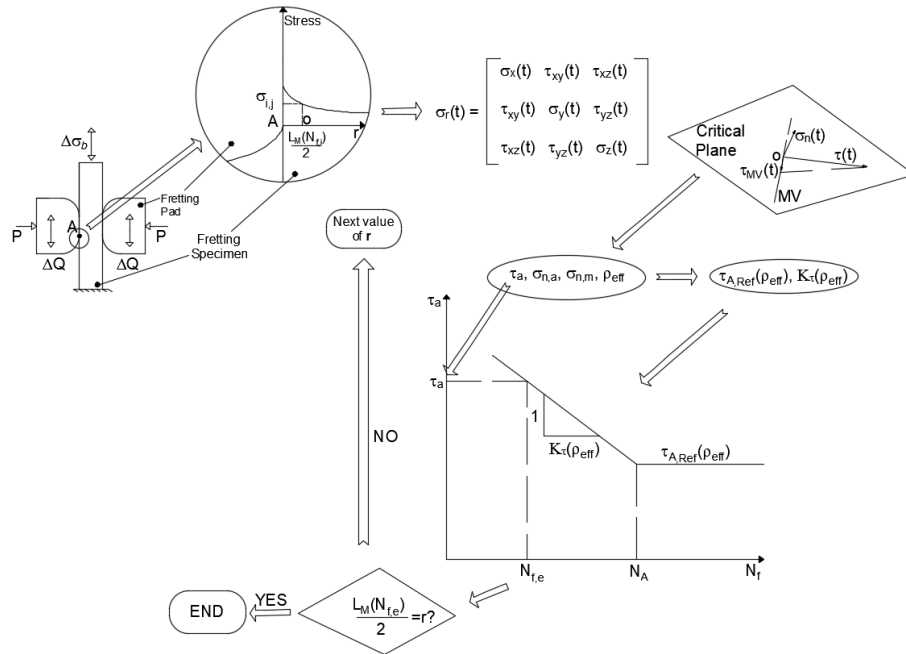 Stress
σi,j
A
o
r
LM(Nf,i)
2
σr(t) =
σx(t) τxy(t) τxz(t)
τxy(t) σy(t) τyz(t)
τxz(t) τyz(t) σz(t)
Critical
Plane
σn(t)
o
τ(t)
τMV(t)
MV
Δσb
Fretting
Pad
A
P
P
ΔQ
ΔQ
Fretting
Specimen
Next value
of r
τa, σn,a, σn,m, ρeff
τA,Ref(ρeff), Kτ(ρeff)
τa
τa
1
Kτ(ρeff)
τA,Ref(ρeff)
NO
Nf,e
NA
Nf
END
YES
LM(Nf,e)
2
=r?